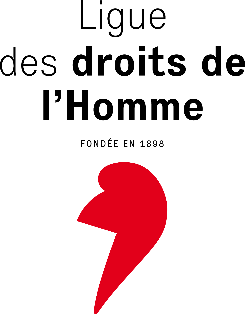 Ligue
des droits de
l’Homme
FONDÉE EN 1898